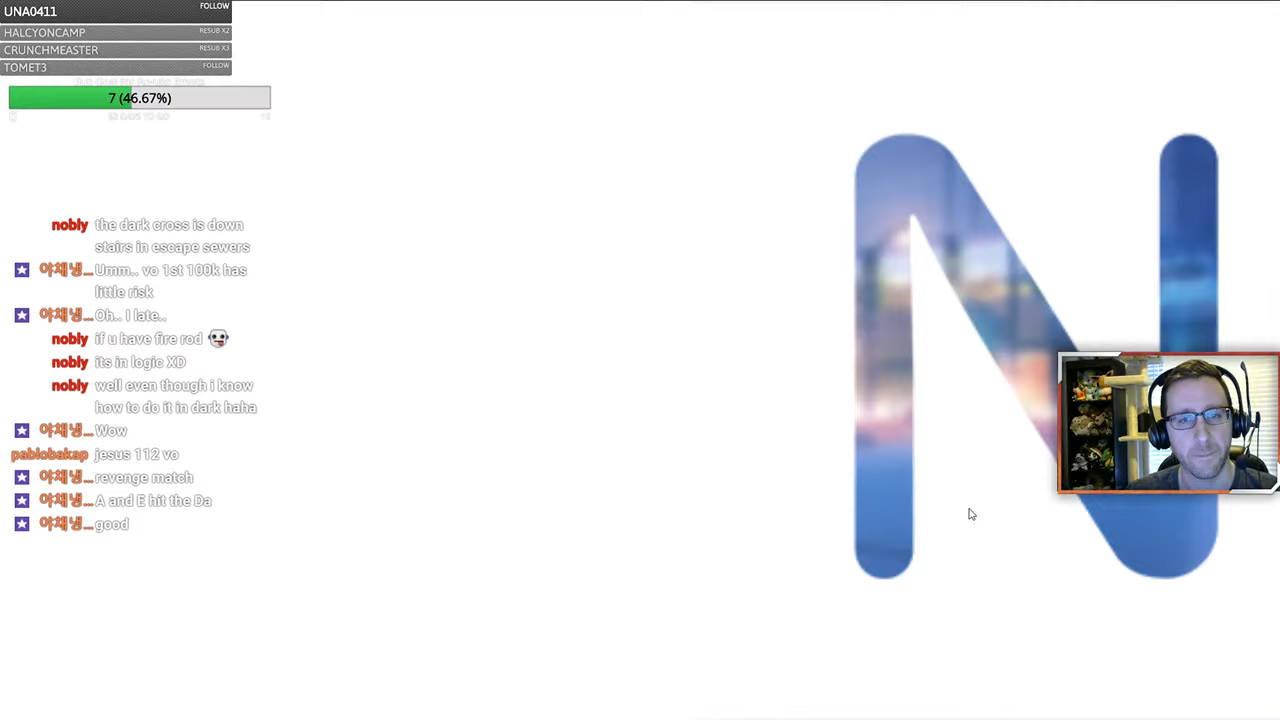 UNA0411 FOLLOW
HALCYONCAMP RESUB X2
CRUNCHMEASTER RESUB X3
TOMET3 FOLLOW
7 (46.67%)
nobly the dark cross is down
stairs in escape sewers
야채냉... Umm.. vo 1st 100k has
little risk
야채냉... Oh.. I late..
nobly if u have fire rod
nobly its in logic XD
nobly well even though i know
how to do it in dark haha
야채냉... Wow
pablobakap jesus 112 vo
야채냉... revenge match
야채냉... A and E hit the Da
야채냉... good
N